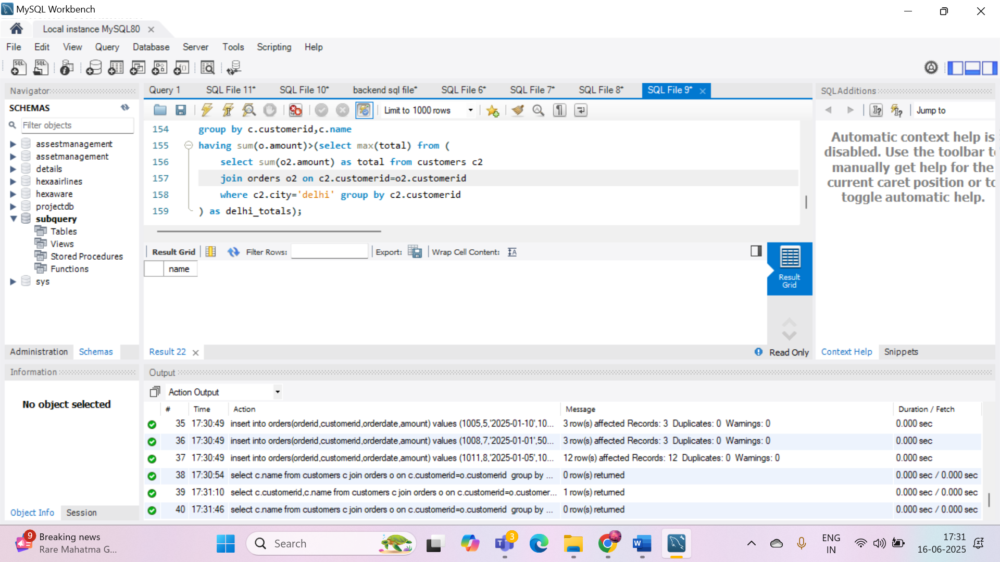 MySQL Workbench
Local instance MySQL80
File Edit View Query Database Server Tools Scripting Help
Navigator
Query 1 SQL File 11* SQL File 10* backend sql file* SQL File 6* SQL File 7* SQL File 8* SQL File 9*
SQLAdditions
SCHEMAS
Limit to 1000 rows
Jump to
Filter objects
assestmanagement
assetmanagement
details
hexaairlines
hexaware
projectdb
subquery
Tables
Views
Stored Procedures
Functions
sys
154 group by c.customerid,c.name
155 having sum(o.amount)>(select max(total) from (
156 select sum(o2.amount) as total from customers c2
157 join orders o2 on c2.customerid=o2.customerid
158 where c2.city='delhi' group by c2.customerid
159 ) as delhi_totals);
Automatic context help is
disabled. Use the toolbar to
manually get help for the
current caret position or to
toggle automatic help.
Result Grid Filter Rows: Export: Wrap Cell Content:
name
Result
Grid
Administration Schemas
Result 22
Read Only
Context Help Snippets
Information
Output
No object selected
Action Output
# Time Action Message Duration / Fetch
35 17:30:49 insert into orders(orderid,customerid,orderdate,amount) values (1005,5,'2025-01-10',10... 3 row(s) affected Records: 3 Duplicates: 0 Warnings: 0 0.000 sec
36 17:30:49 insert into orders(orderid,customerid,orderdate,amount) values (1008,7,'2025-01-01',50... 3 row(s) affected Records: 3 Duplicates: 0 Warnings: 0 0.000 sec
37 17:30:49 insert into orders(orderid,customerid,orderdate,amount) values (1011,8,'2025-01-05',10... 12 row(s) affected Records: 12 Duplicates: 0 Warnings: 0 0.000 sec
38 17:30:54 select c.name from customers c join orders o on c.customerid=o.customerid group by ... 0 row(s) returned 0.000 sec / 0.000 sec
39 17:31:10 select c.customerid,c.name from customers c join orders o on c.customerid=o.customer... 1 row(s) returned 0.000 sec / 0.000 sec
40 17:31:46 select c.name from customers c join orders o on c.customerid=o.customerid group by ... 0 row(s) returned 0.000 sec / 0.000 sec
Object Info Session
9
Breaking news
Rare Mahatma G...
Search
3
ENG
IN
17:31
16-06-2025